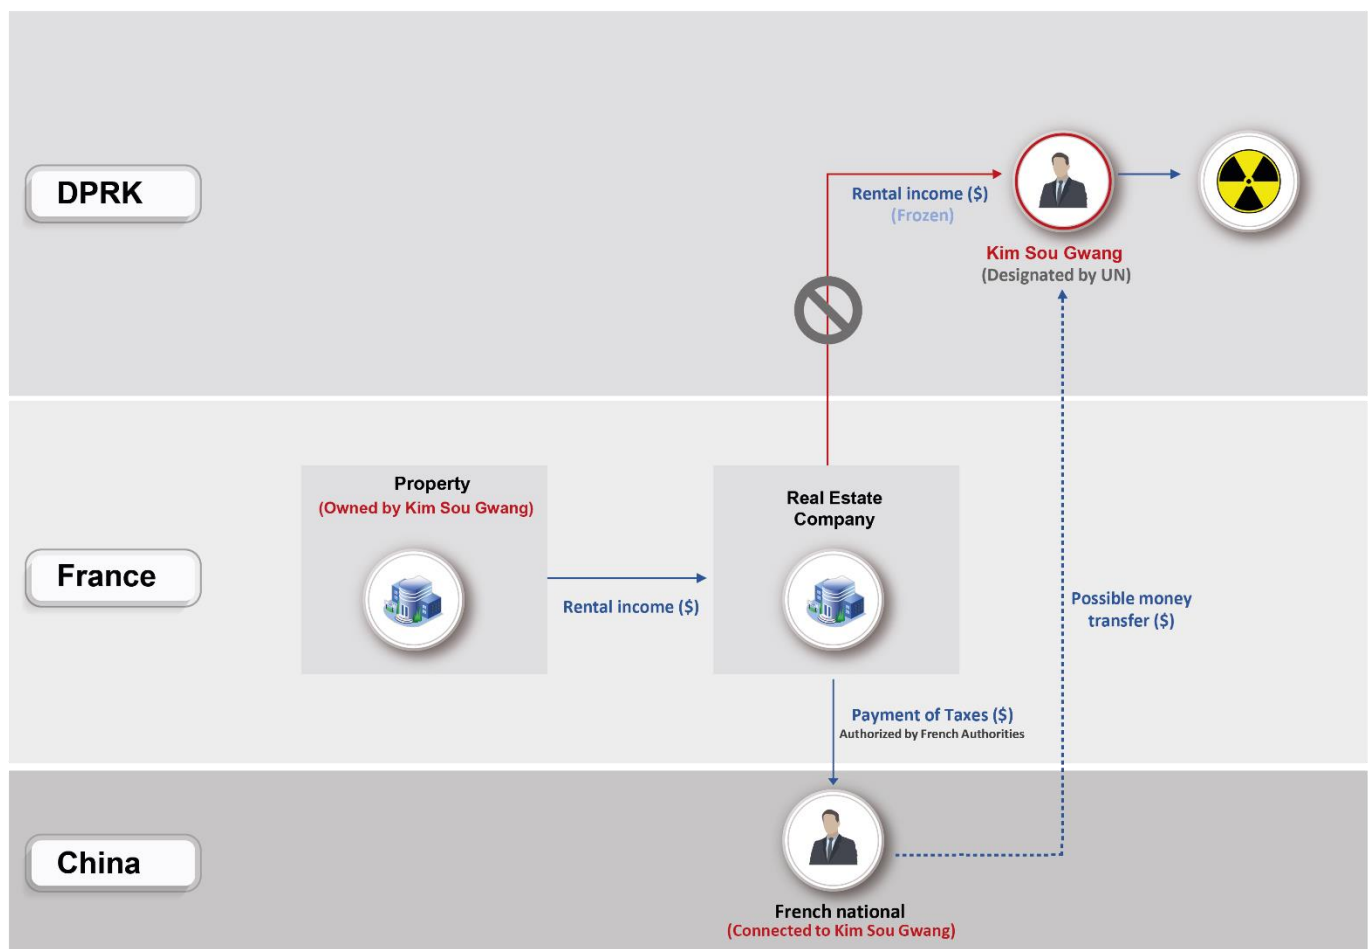 DPRK
Rental income ($)
(Frozen)
Kim Sou Gwang
(Designated by UN)
France
Property
(Owned by Kim Sou Gwang)
Rental income ($)
Real Estate
Company
Possible money
transfer ($)
Payment of Taxes ($)
Authorized by French Authorities
China
French national
(Connected to Kim Sou Gwang)